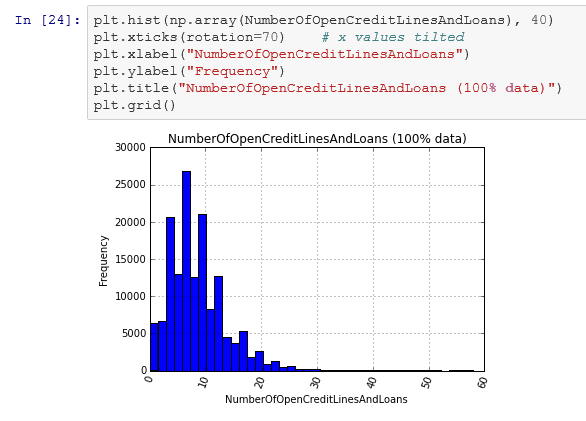 In [24]: plt.hist(np.array(NumberOfOpenCreditLinesAndLoans), 40)
plt.xticks(rotation=70)    # x values tilted
plt.xlabel("NumberOfOpenCreditLinesAndLoans")
plt.ylabel("Frequency")
plt.title("NumberOfOpenCreditLinesAndLoans (100% data)")
plt.grid()
NumberOfOpenCreditLinesAndLoans (100% data)
30000
25000
20000
15000
10000
5000
0
Frequency
0 10 20 30 40 50 60
NumberOfOpenCreditLinesAndLoans